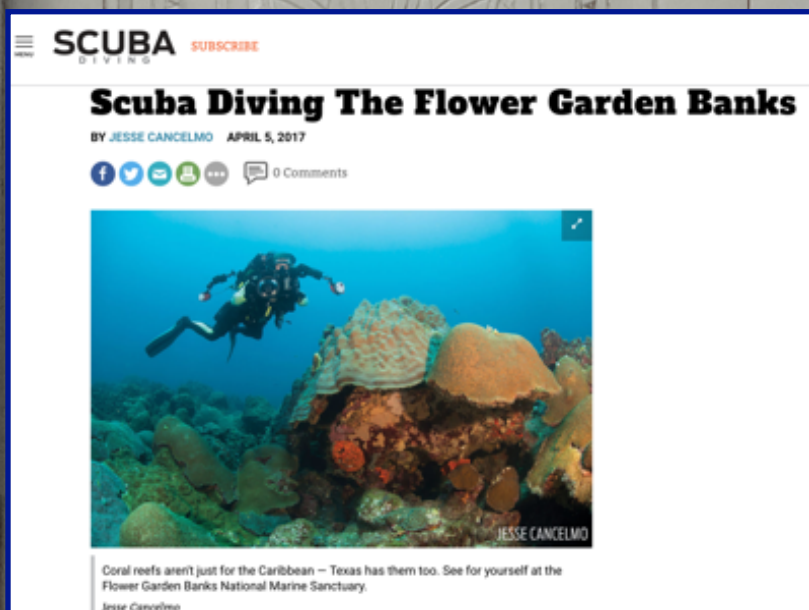 MENU
SCUBA
DIVING
SUBSCRIBE
Scuba Diving The Flower Garden Banks
BY JESSE CANCELMO APRIL 5, 2017
0 Comments
JESSE CANCELMO
Coral reefs aren't just for the Caribbean — Texas has them too. See for yourself at the
Flower Garden Banks National Marine Sanctuary.
Jesse Cancelmo